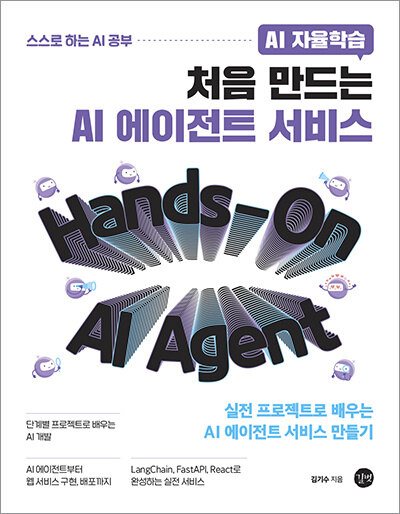 스스로 하는 AI 공부
AI 자율학습
처음 만드는
AI 에이전트 서비스
Hands-On
AI Agent
실전 프로젝트로 배우는
AI 에이전트 서비스 만들기
단계별 프로젝트로 배우는
AI 개발
AI 에이전트부터
웹 서비스 구현, 배포까지
LangChain, FastAPI, React로
완성하는 실전 서비스
김기수 지음
길벗